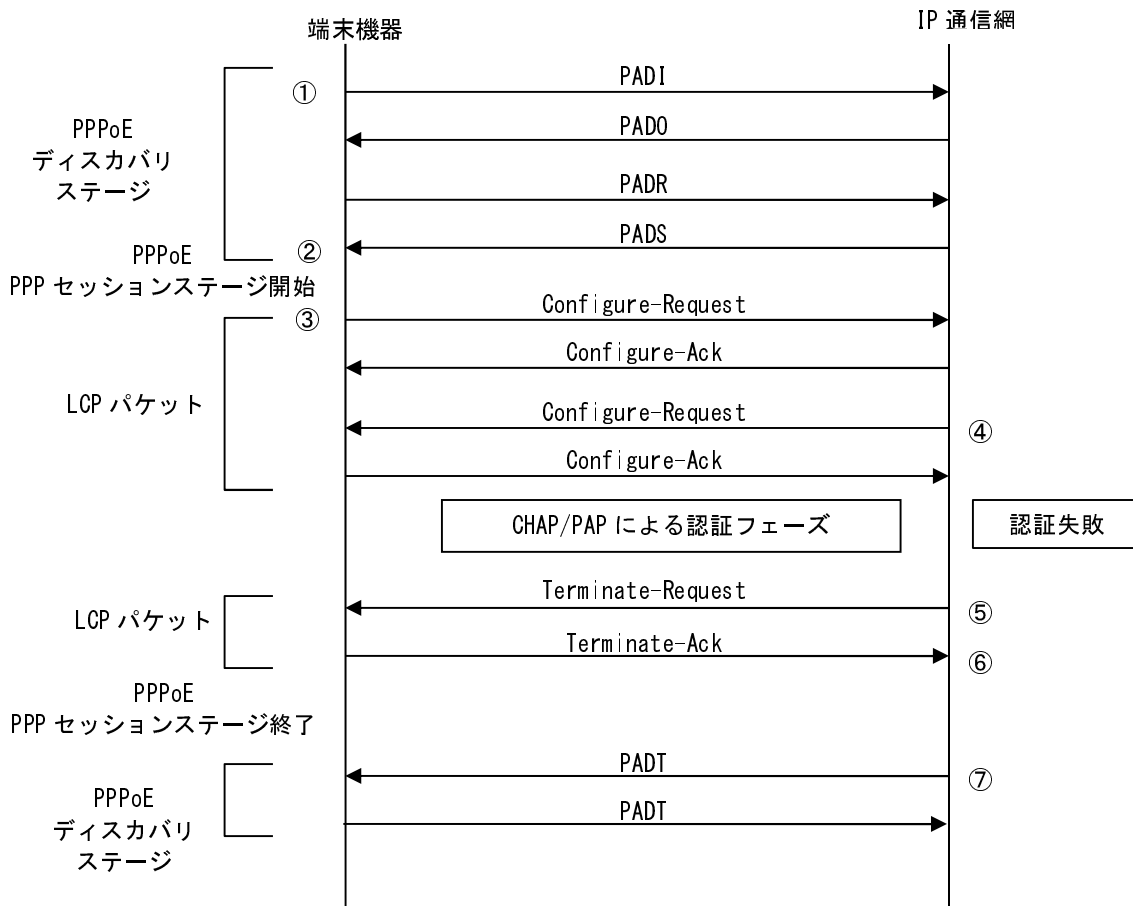 端末機器
IP 通信網
①
PADI
PPPoE
ディスカバリ
ステージ
PADO
PADR
②
PADS
PPPoE
PPP セッションステージ開始
③
Configure-Request
Configure-Ack
LCP パケット
Configure-Request
④
Configure-Ack
CHAP/PAP による認証フェーズ
認証失敗
Terminate-Request
⑤
LCP パケット
Terminate-Ack
⑥
PPPoE
PPP セッションステージ終了
PADT
⑦
PPPoE
ディスカバリ
ステージ
PADT